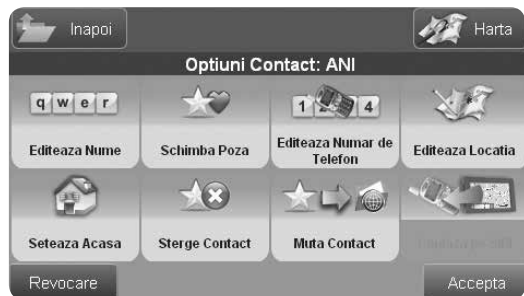 Inapoi
Harta
Optiuni Contact: ANI
q w e r
1 2 4
Editeaza Nume
Schimba Poza
Editeaza Numar de
Telefon
Editeaza Locatia
Seteaza Acasa
Sterge Contact
Muta Contact
Revocare
Accepta